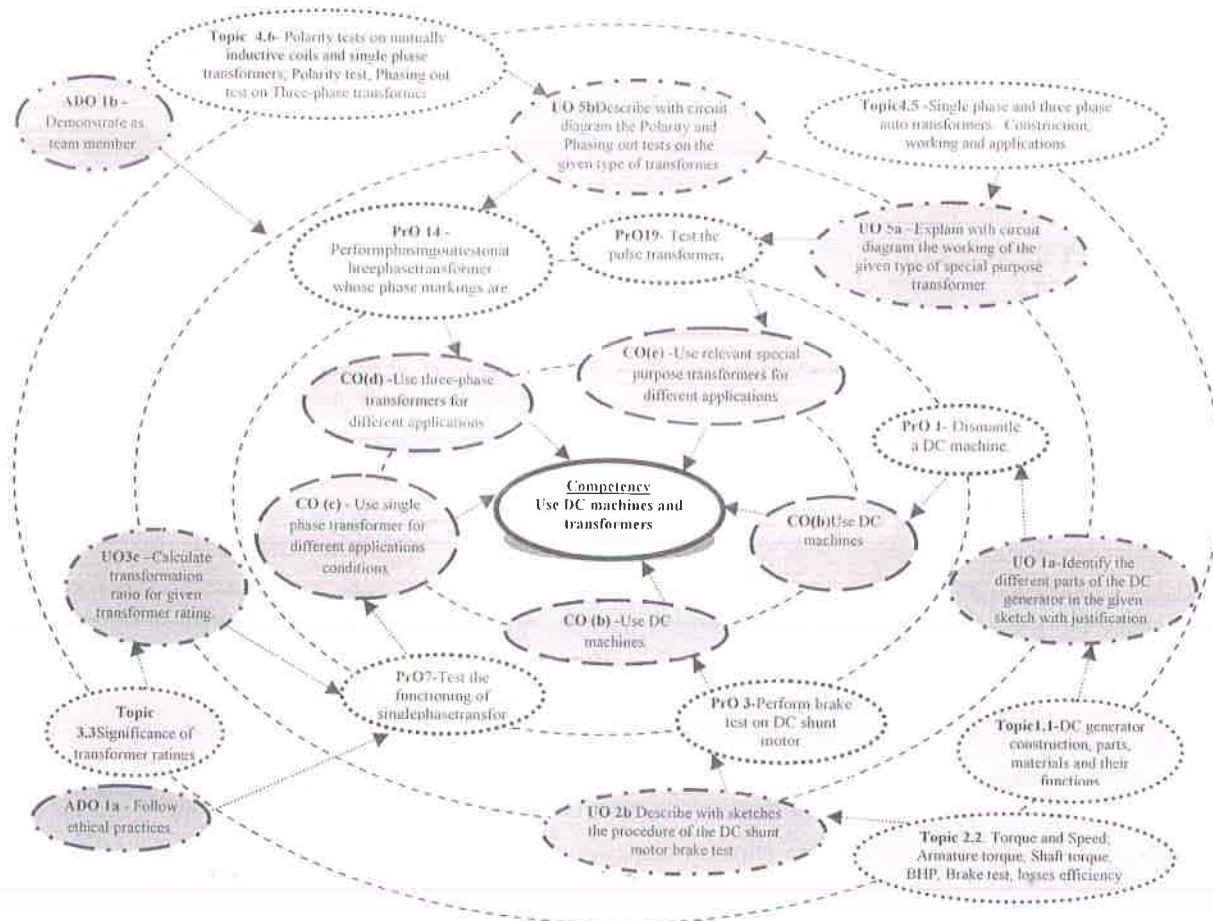 Topic 4.6- Polarity tests on mutually
inductive coils and single phase
transformers; Polarity test, Phasing out
test on Three-phase transformer
ADO 1b -
Demonstrate as
team member
UO 5bDescribe with circuit
diagram the Polarity and
Phasing out tests on the
given type of transformer
Topic4.5 -Single phase and three phase
auto transformers. Construction,
working and applications
PrO 14 -
Performphasingouttestonat
hreephasetransformer
whose phase markings are
PrO19- Test the
pulse transformer.
UO 5a -Explain with circuit
diagram the working of the
given type of special purpose
transformer
CO(d) -Use three-phase
transformers for
different applications
CO(e) -Use relevant special
purpose transformers for
different applications
PrO 1- Dismantle
a DC machine.
Competency
Use DC machines and
transformers
CO (c) - Use single
phase transformer for
different applications
conditions
CO(b)Use DC
machines
UO3e –Calculate
transformation
ratio for given
transformer rating.
UO 1a-Identify the
different parts of the DC
generator in the given
sketch with justification
CO (b) -Use DC
machines
PrO7-Test the
functioning of
singlephasetransfor
PrO 3-Perform brake
test on DC shunt
motor
Topic
3.3Significance of
transformer ratings
Topic1.1-DC generator
construction, parts,
materials and their
functions
ADO 1a - Follow
ethical practices.
UO 2b Describe with sketches
the procedure of the DC shunt
motor brake test
Topic 2.2. Torque and Speed;
Armature torque, Shaft torque,
BHP, Brake test, losses efficiency